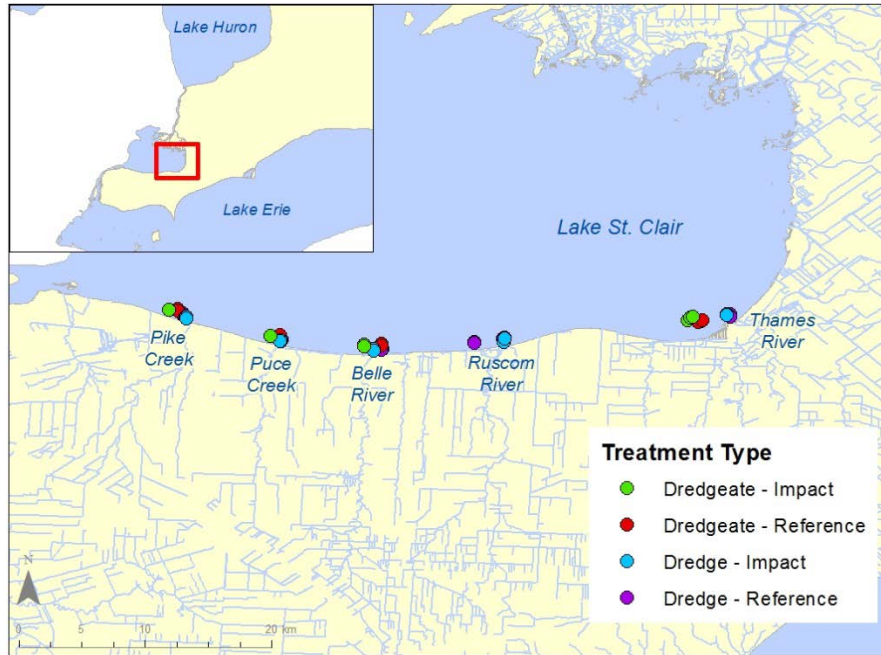 Lake Huron
Lake Erie
Lake St. Clair
Pike
Creek
Puce
Creek
Belle
River
Ruscom
River
Thames
River
Treatment Type
Dredgeate - Impact
Dredgeate - Reference
Dredge - Impact
Dredge - Reference
N
0 5 10 20 km